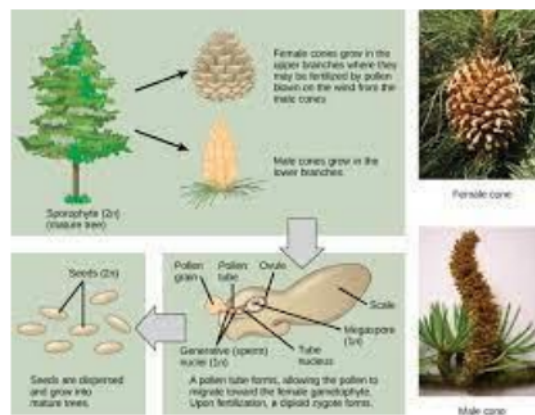 Female cones grow in the
upper branches where they
may be fertilized by pollen
blown on the wind from the
male cones
Male cones grow in the
lower branches.
Sporophyte (2n)
(mature tree)
Female cone
Seeds (2n)
Seeds are dispersed
and grow into
mature trees.
Pollen
grain
Pollen
tube
Ovule
Scale
Megaspore
(1n)
Tube
nucleus
Generative (sperm)
nuclei (1n)
A pollen tube forms, allowing the pollen to
migrate toward the female gametophyte.
Upon fertilization, a diploid zygote forms.
Male cone